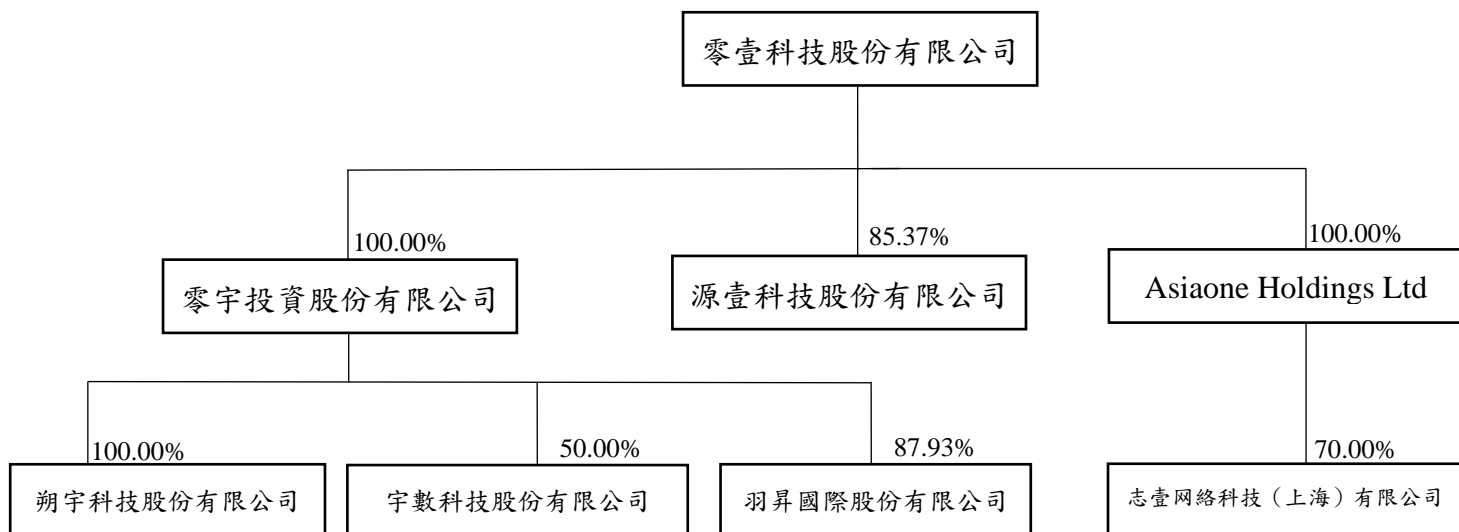 零壹科技股份有限公司
100.00%
85.37%
100.00%
零宇投資股份有限公司
源壹科技股份有限公司
Asiaone Holdings Ltd
100.00%
50.00%
87.93%
70.00%
朔宇科技股份有限公司
宇數科技股份有限公司
羽昇國際股份有限公司
志壹网絡科技（上海）有限公司